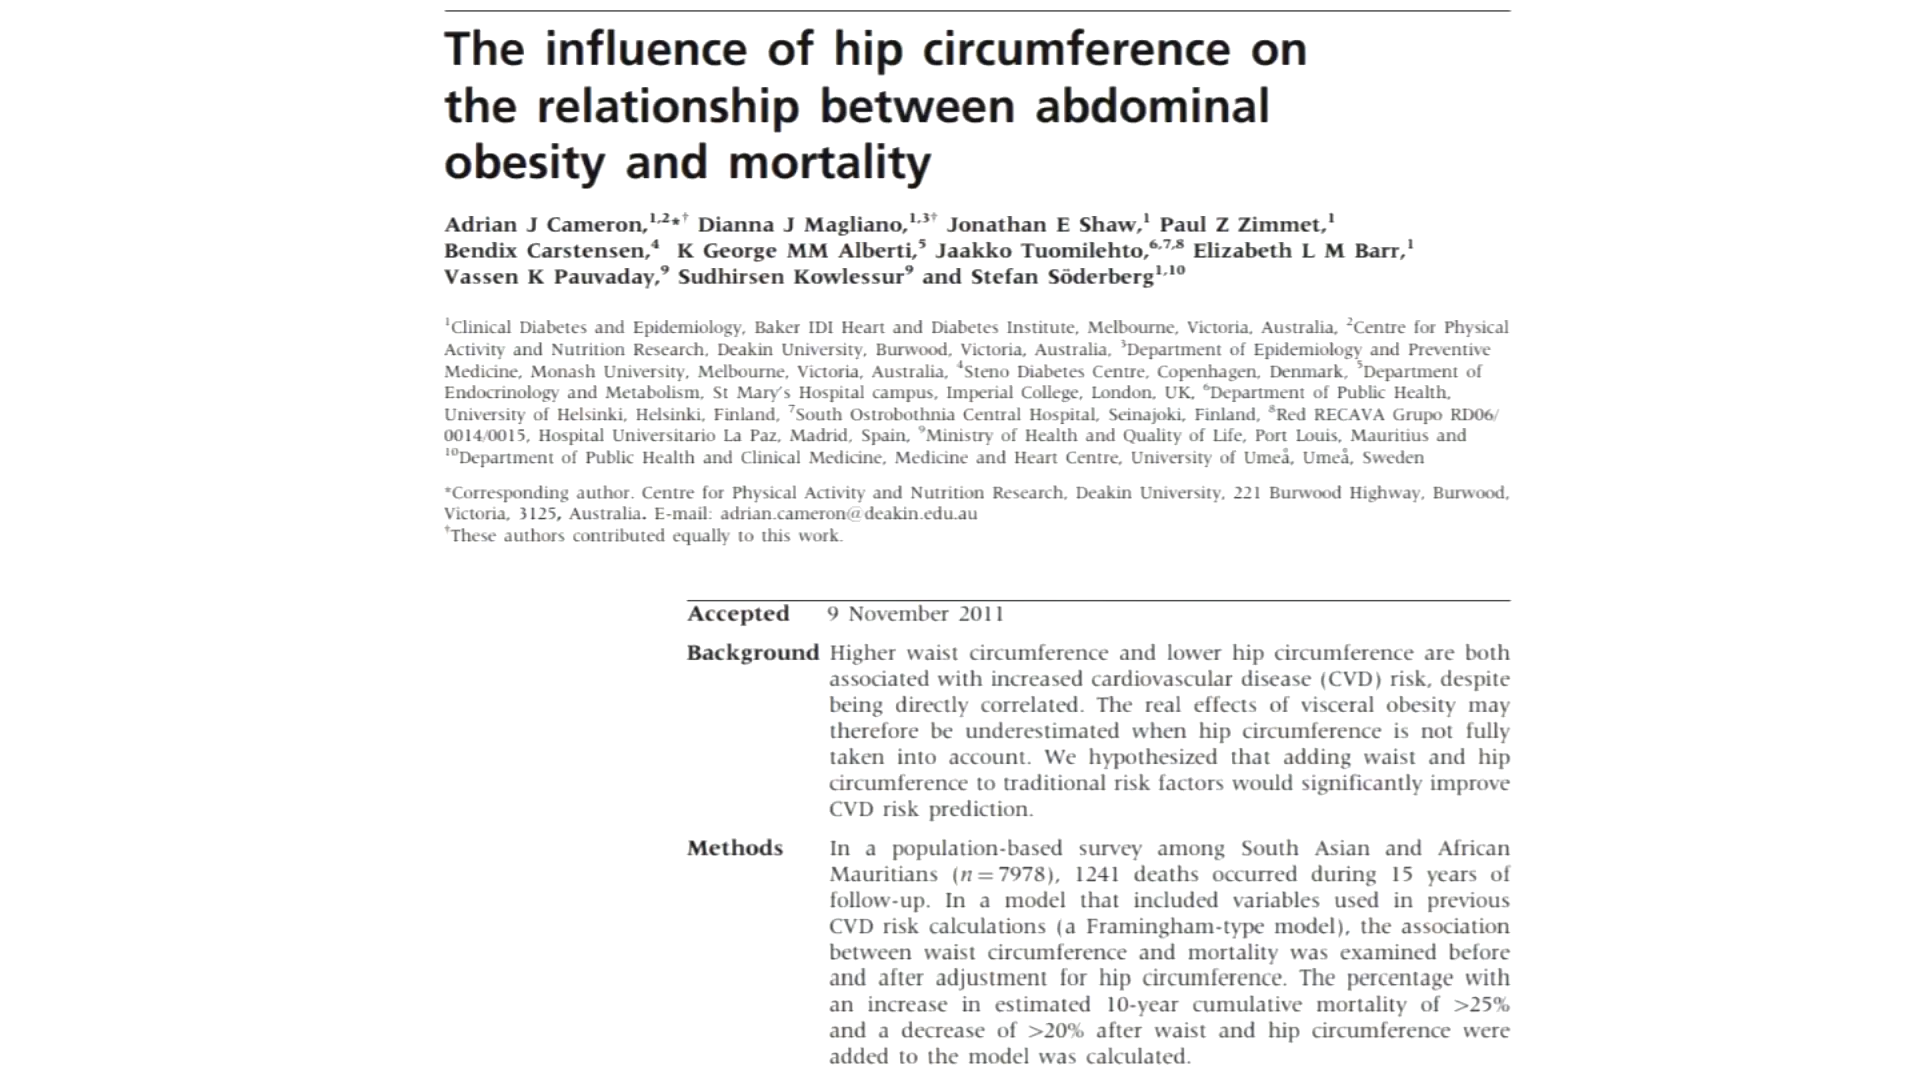 The influence of hip circumference on
the relationship between abdominal
obesity and mortality
Adrian J Cameron,1,2*† Dianna J Magliano,1,3† Jonathan E Shaw,1 Paul Z Zimmet,1
Bendix Carstensen,4 K George MM Alberti,5 Jaakko Tuomilehto,6,7,8 Elizabeth L M Barr,1
Vassen K Pauvaday,9 Sudhirsen Kowlessur9 and Stefan Söderberg1,10
1Clinical Diabetes and Epidemiology, Baker IDI Heart and Diabetes Institute, Melbourne, Victoria, Australia, 2Centre for Physical
Activity and Nutrition Research, Deakin University, Burwood, Victoria, Australia, 3Department of Epidemiology and Preventive
Medicine, Monash University, Melbourne, Victoria, Australia, 4Steno Diabetes Centre, Copenhagen, Denmark, 5Department of
Endocrinology and Metabolism, St Mary's Hospital campus, Imperial College, London, UK, 6Department of Public Health,
University of Helsinki, Helsinki, Finland, 7South Ostrobothnia Central Hospital, Seinajoki, Finland, 8Red RECAVA Grupo RD06/
0014/0015, Hospital Universitario La Paz, Madrid, Spain, 9Ministry of Health and Quality of Life, Port Louis, Mauritius and
10Department of Public Health and Clinical Medicine, Medicine and Heart Centre, University of Umeå, Umeå, Sweden
*Corresponding author. Centre for Physical Activity and Nutrition Research, Deakin University, 221 Burwood Highway, Burwood,
Victoria, 3125, Australia. E-mail: adrian.cameron@deakin.edu.au
†These authors contributed equally to this work.
Accepted 9 November 2011
Background Higher waist circumference and lower hip circumference are both
associated with increased cardiovascular disease (CVD) risk, despite
being directly correlated. The real effects of visceral obesity may
therefore be underestimated when hip circumference is not fully
taken into account. We hypothesized that adding waist and hip
circumference to traditional risk factors would significantly improve
CVD risk prediction.
Methods In a population-based survey among South Asian and African
Mauritians (n = 7978), 1241 deaths occurred during 15 years of
follow-up. In a model that included variables used in previous
CVD risk calculations (a Framingham-type model), the association
between waist circumference and mortality was examined before
and after adjustment for hip circumference. The percentage with
an increase in estimated 10-year cumulative mortality of >25%
and a decrease of >20% after waist and hip circumference were
added to the model was calculated.